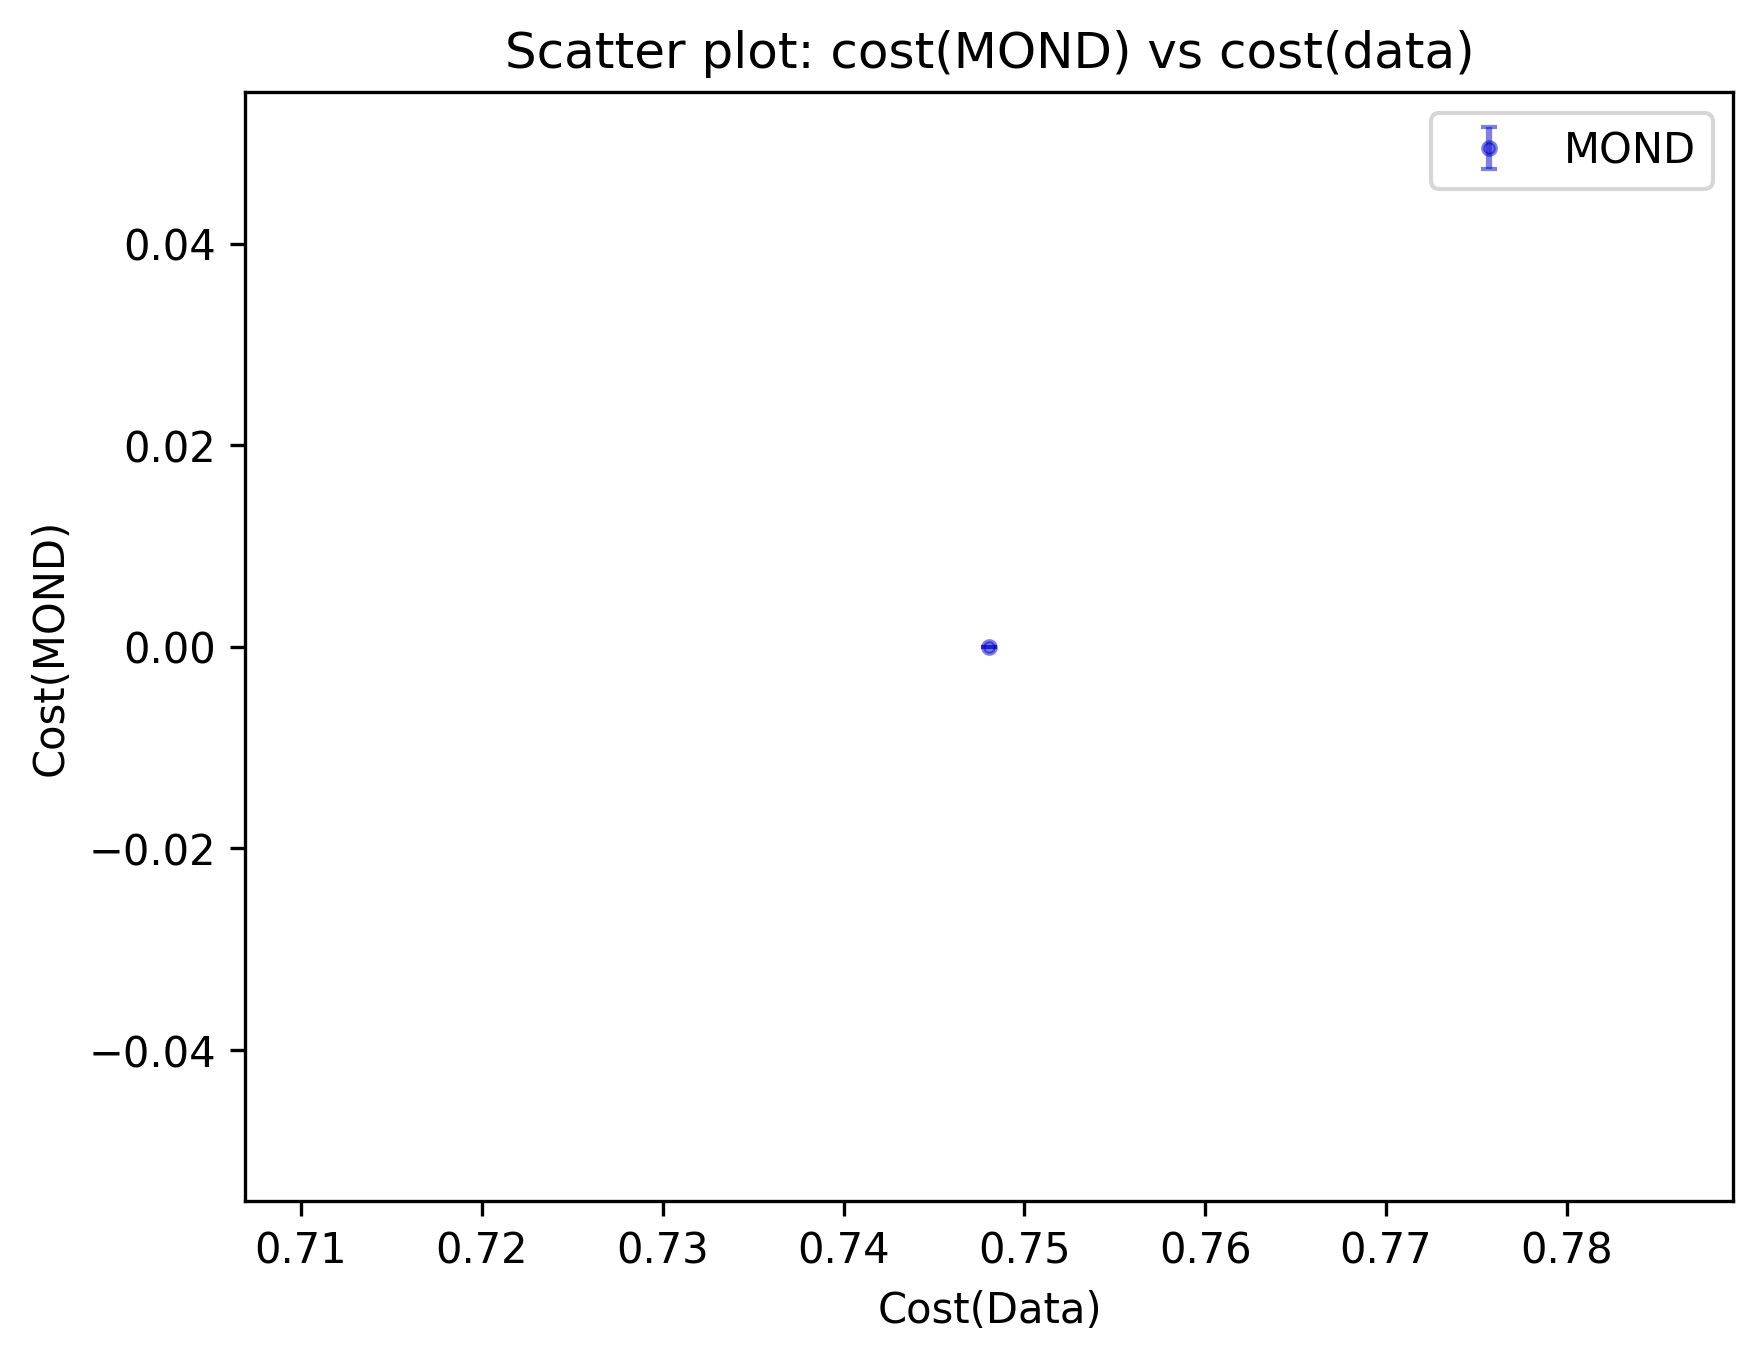 Scatter plot: cost(MOND) vs cost(data)
MOND
0.04
0.02
0.00
−0.02
−0.04
Cost(MOND)
0.71 0.72 0.73 0.74 0.75 0.76 0.77 0.78
Cost(Data)